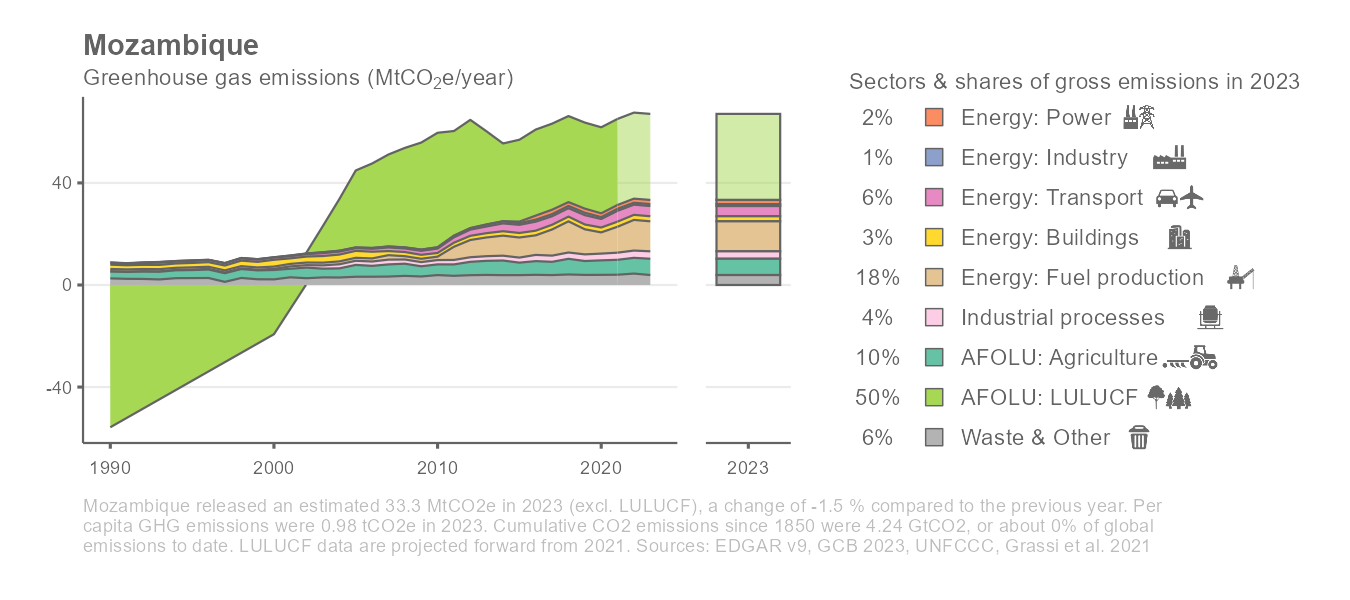 Mozambique
Greenhouse gas emissions (MtCO₂e/year)
40
0
-40
1990
2000
2010
2020
2023
Sectors & shares of gross emissions in 2023
2% Energy: Power
1% Energy: Industry
6% Energy: Transport
3% Energy: Buildings
18% Energy: Fuel production
4% Industrial processes
10% AFOLU: Agriculture
50% AFOLU: LULUCF
6% Waste & Other
Mozambique released an estimated 33.3 MtCO2e in 2023 (excl. LULUCF), a change of -1.5 % compared to the previous year. Per
capita GHG emissions were 0.98 tCO2e in 2023. Cumulative CO2 emissions since 1850 were 4.24 GtCO2, or about 0% of global
emissions to date. LULUCF data are projected forward from 2021. Sources: EDGAR v9, GCB 2023, UNFCCC, Grassi et al. 2021